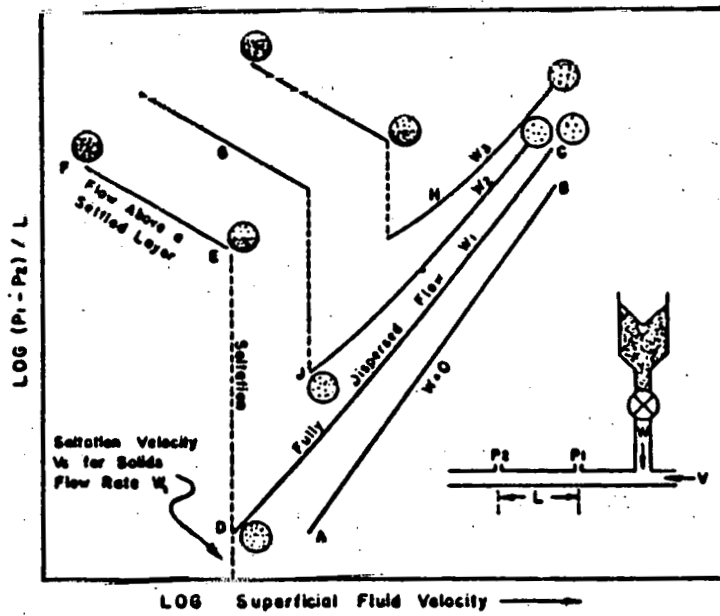 W3
H
W2
C
G
B
F
Flow Above a
Settled Layer
E
W1
Flow
LOG (P1-P2) / L
Saltation
J
Dispersed
W=O
Fully
Saltation Velocity
Vs for Solids
Flow Rate W1
W
P2
P1
V
L
D
A
LOG Superficial Fluid Velocity